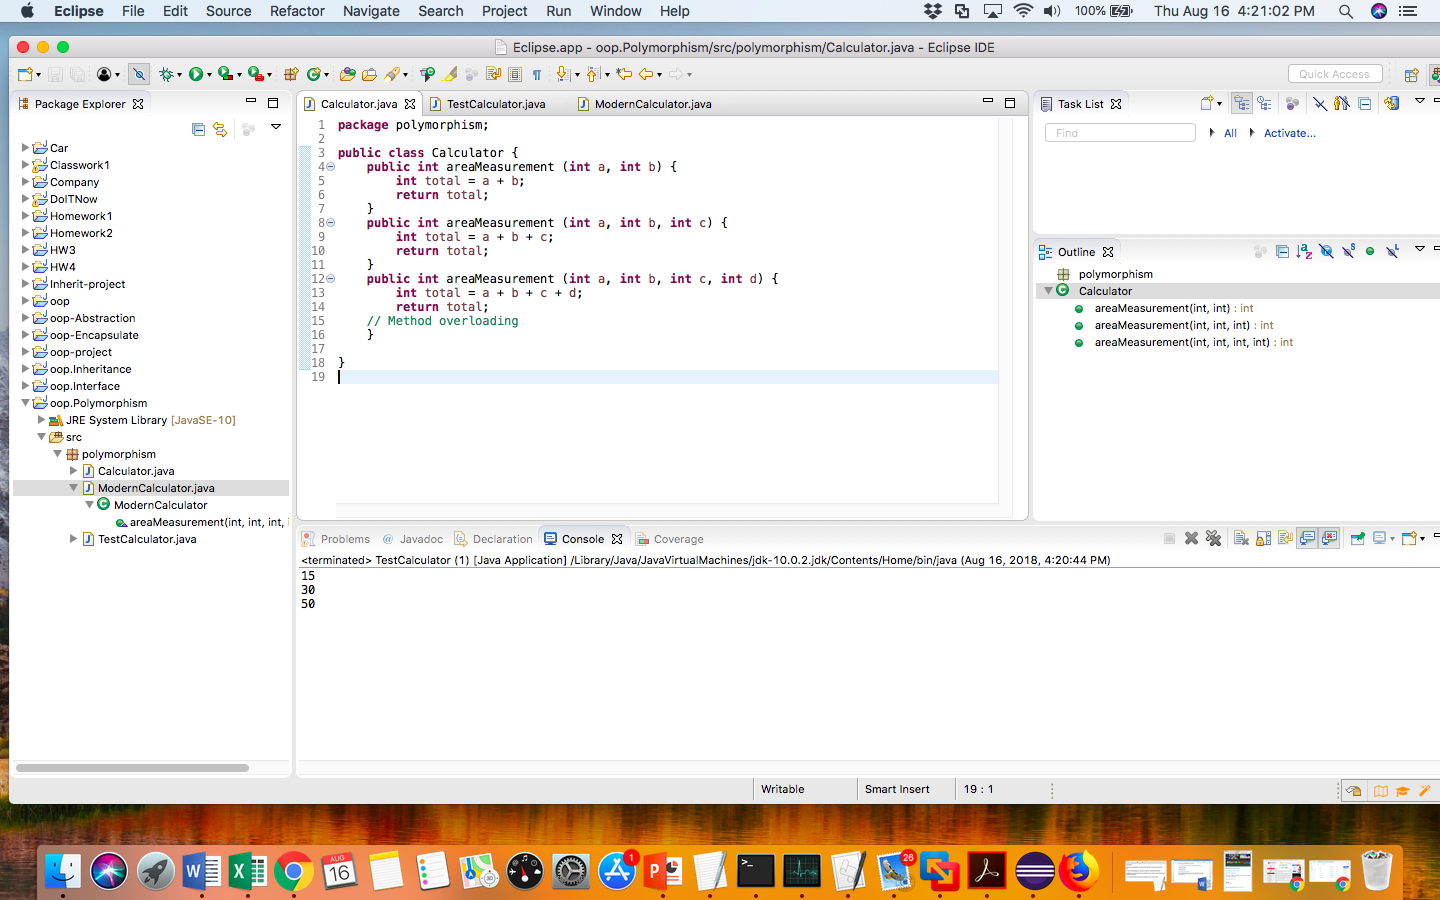 Eclipse File Edit Source Refactor Navigate Search Project Run Window Help 100% Thu Aug 16 4:21:02 PM
Eclipse.app - oop.Polymorphism/src/polymorphism/Calculator.java - Eclipse IDE
Quick Access
Package Explorer
Car
Classwork1
Company
DoITNow
Homework1
Homework2
HW3
HW4
Inherit-project
oop
oop-Abstraction
oop-Encapsulate
oop-project
oop.Inheritance
oop.Interface
oop.Polymorphism
JRE System Library [JavaSE-10]
src
polymorphism
Calculator.java
ModernCalculator.java
ModernCalculator
areaMeasurement(int, int, int,
TestCalculator.java
Calculator.java TestCalculator.java ModernCalculator.java
1 package polymorphism;
2
3 public class Calculator {
4 public int areaMeasurement (int a, int b) {
5 int total = a + b;
6 return total;
7 }
8 public int areaMeasurement (int a, int b, int c) {
9 int total = a + b + c;
10 return total;
11 }
12 public int areaMeasurement (int a, int b, int c, int d) {
13 int total = a + b + c + d;
14 return total;
15 // Method overloading
16 }
17
18 }
19
Task List
Find All Activate...
Outline
polymorphism
Calculator
areaMeasurement(int, int) : int
areaMeasurement(int, int, int) : int
areaMeasurement(int, int, int, int) : int
Problems @ Javadoc Declaration Console Coverage
<terminated> TestCalculator (1) [Java Application] /Library/Java/JavaVirtualMachines/jdk-10.0.2.jdk/Contents/Home/bin/java (Aug 16, 2018, 4:20:44 PM)
15
30
50
Writable Smart Insert 19 : 1
AUG
16
1
26